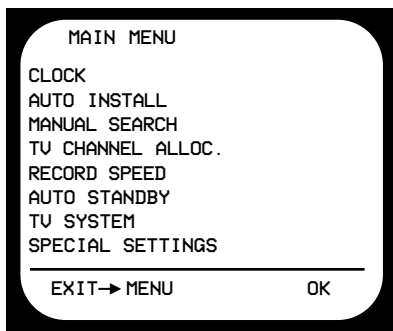 MAIN MENU
CLOCK
AUTO INSTALL
MANUAL SEARCH
TV CHANNEL ALLOC.
RECORD SPEED
AUTO STANDBY
TV SYSTEM
SPECIAL SETTINGS
EXIT→MENU OK